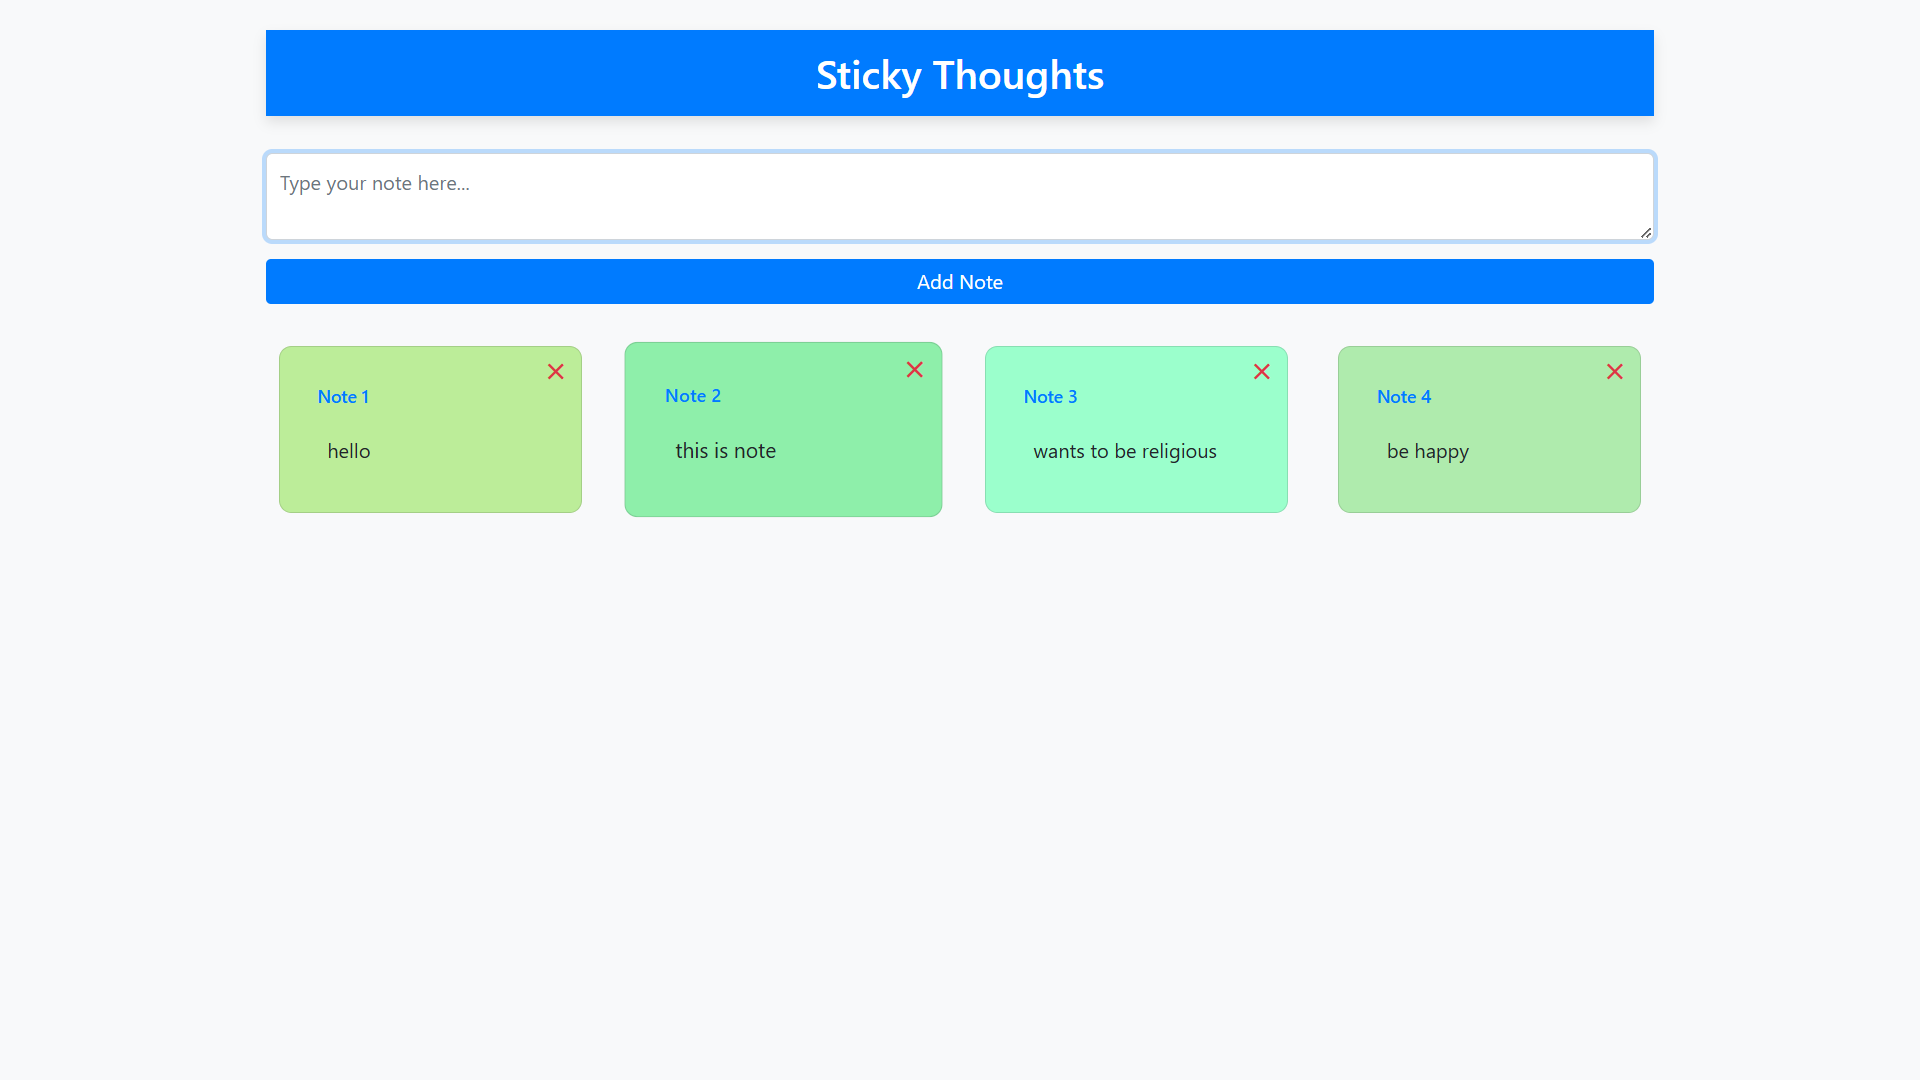 Sticky Thoughts
Type your note here...
Add Note
Note 1
hello
Note 2
this is note
Note 3
wants to be religious
Note 4
be happy